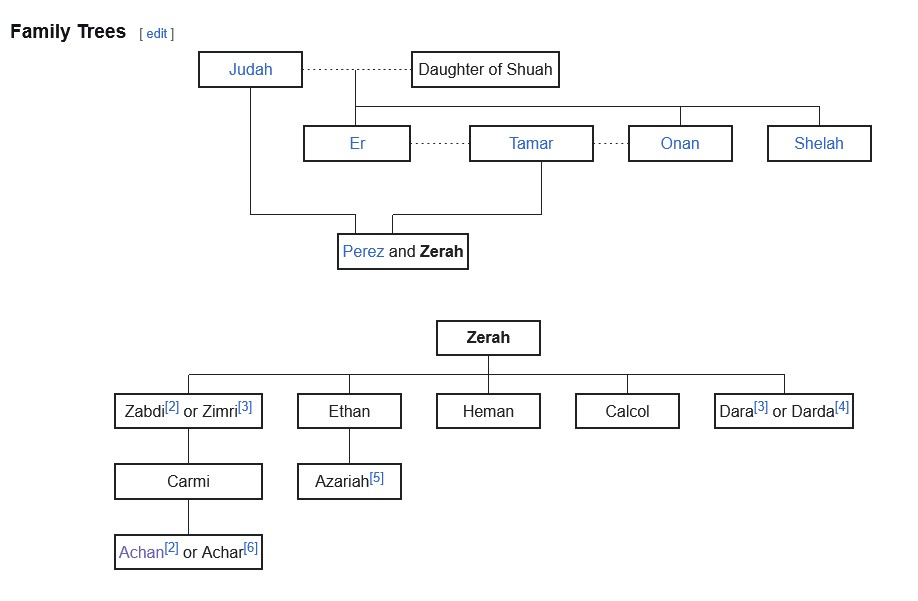 Family Trees [ edit ]
Judah
Daughter of Shuah
Er
Tamar
Onan
Shelah
Perez and Zerah
Zerah
Zabdi[2] or Zimri[3]
Ethan
Heman
Calcol
Dara[3] or Darda[4]
Carmi
Azariah[5]
Achan[2] or Achar[6]